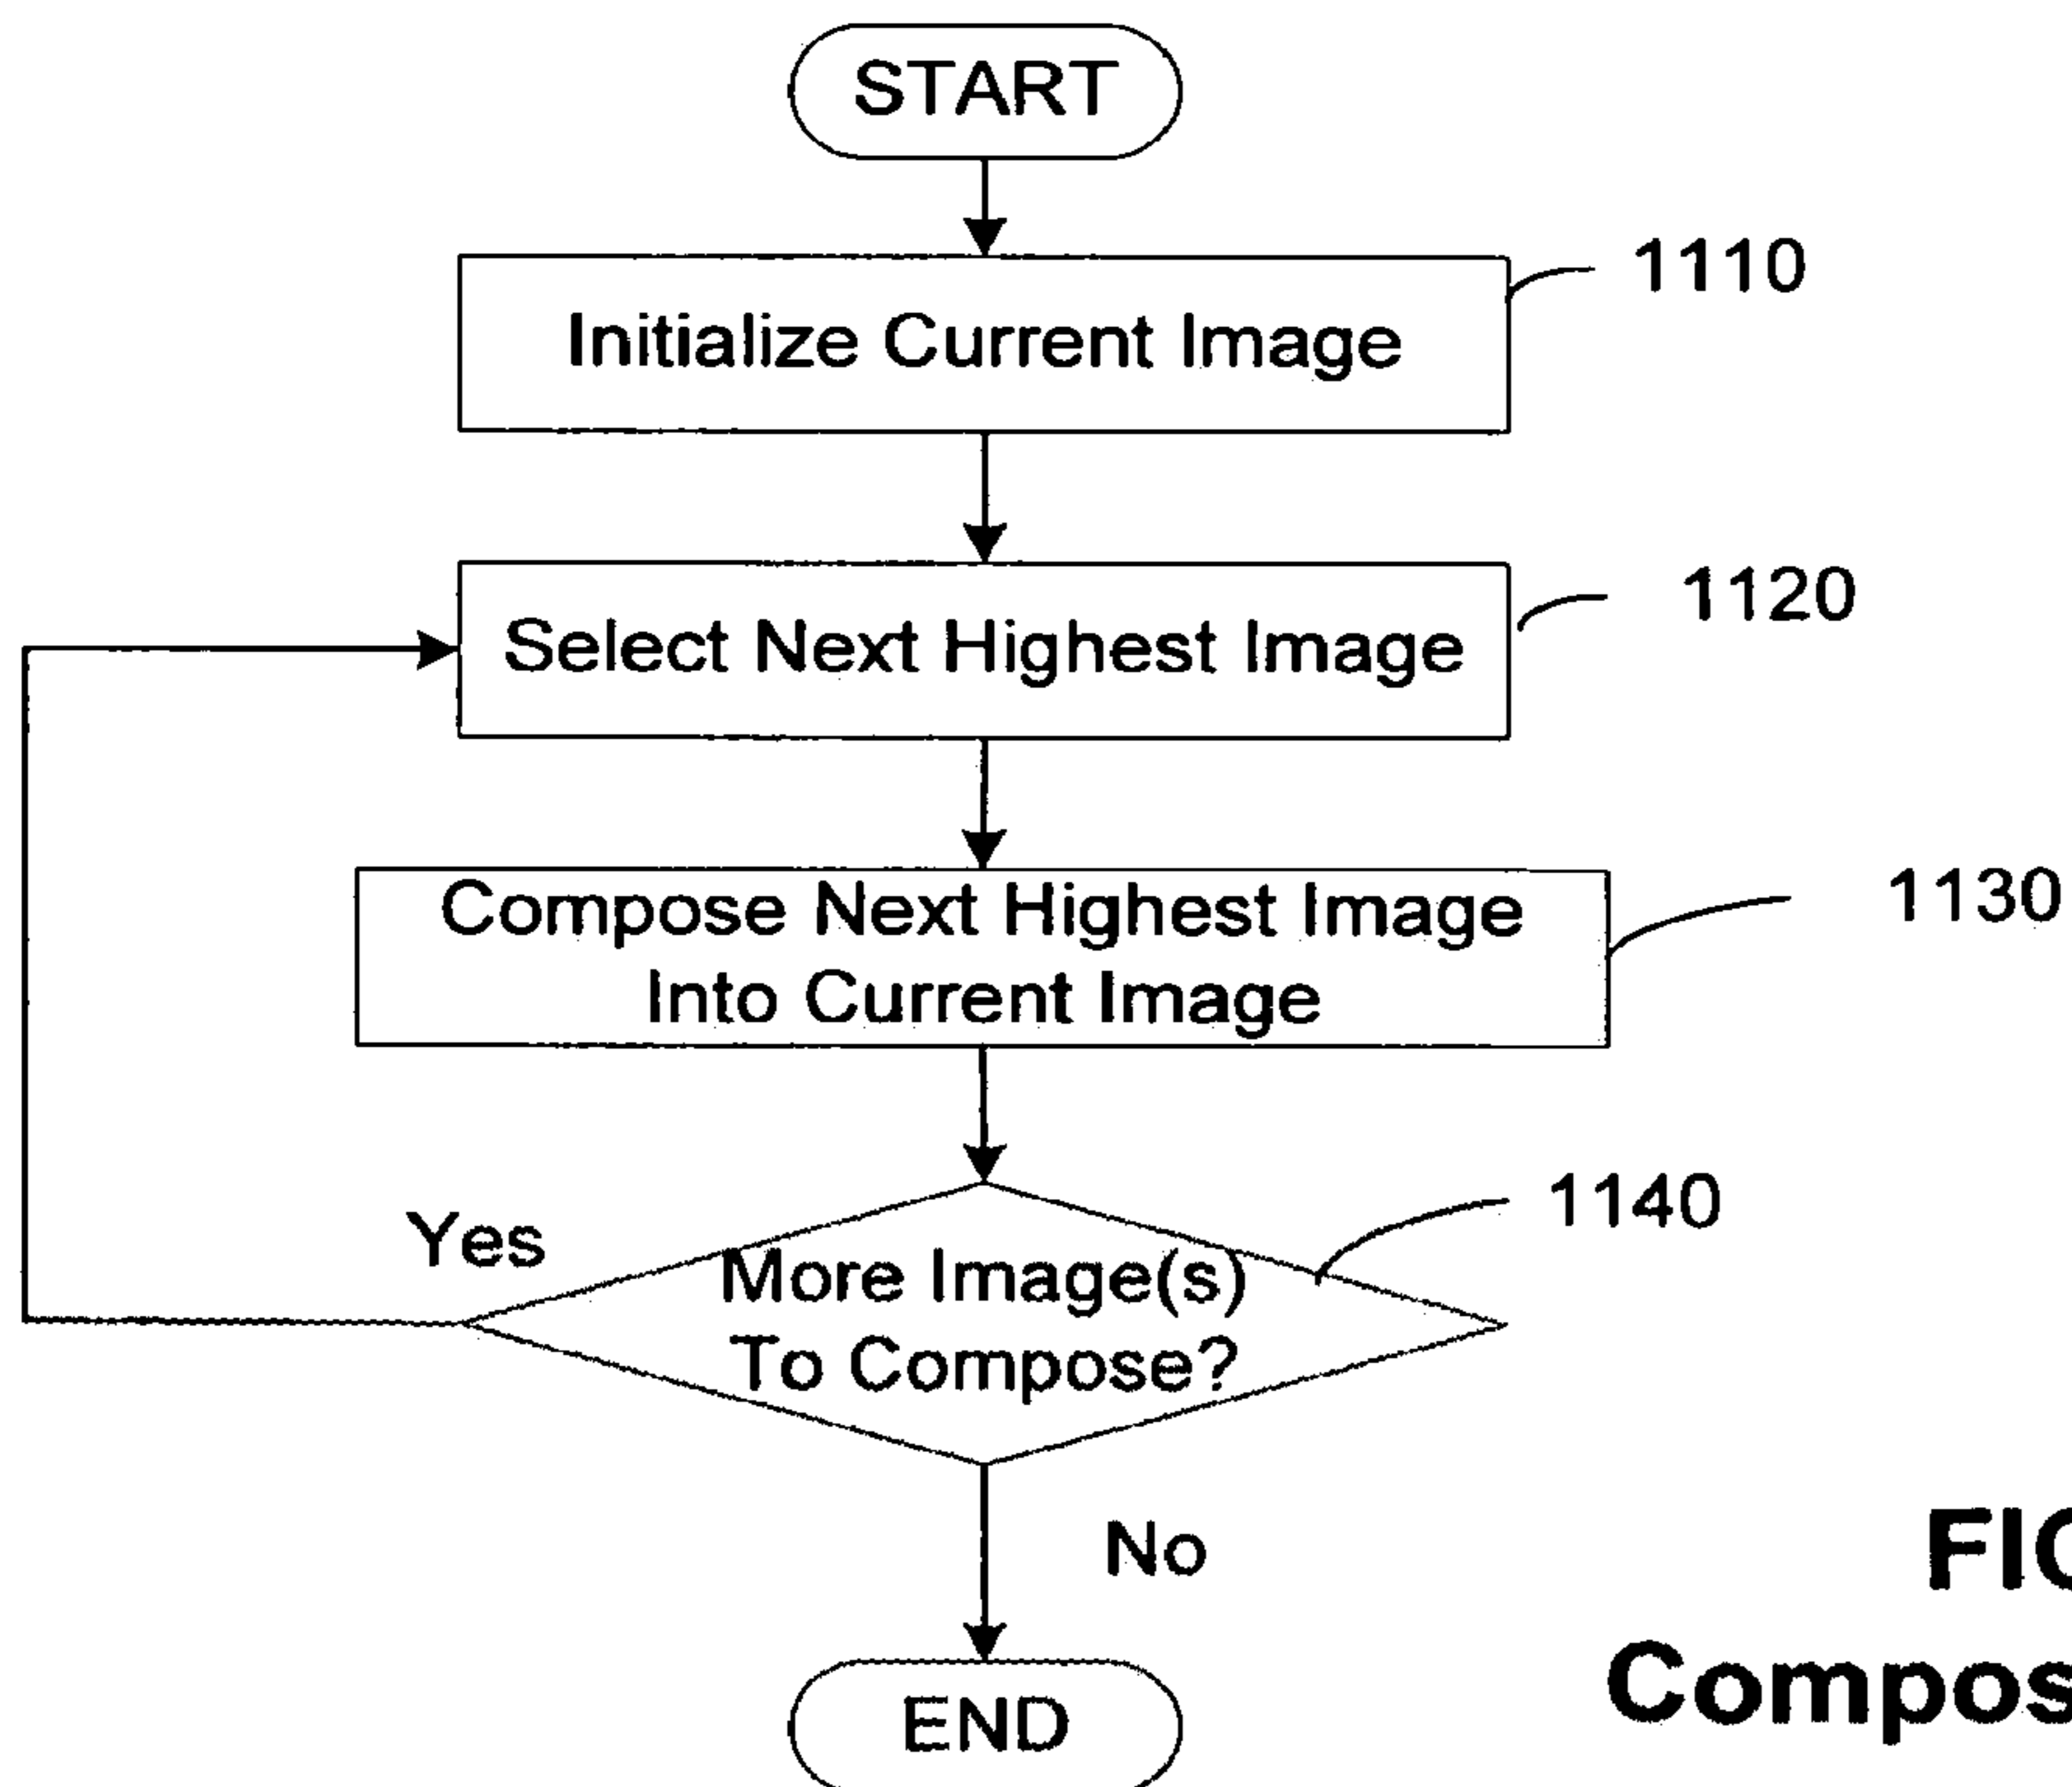 START
Initialize Current Image
1110
Select Next Highest Image
1120
Compose Next Highest Image
Into Current Image
1130
Yes
More Image(s)
To Compose?
1140
No
END